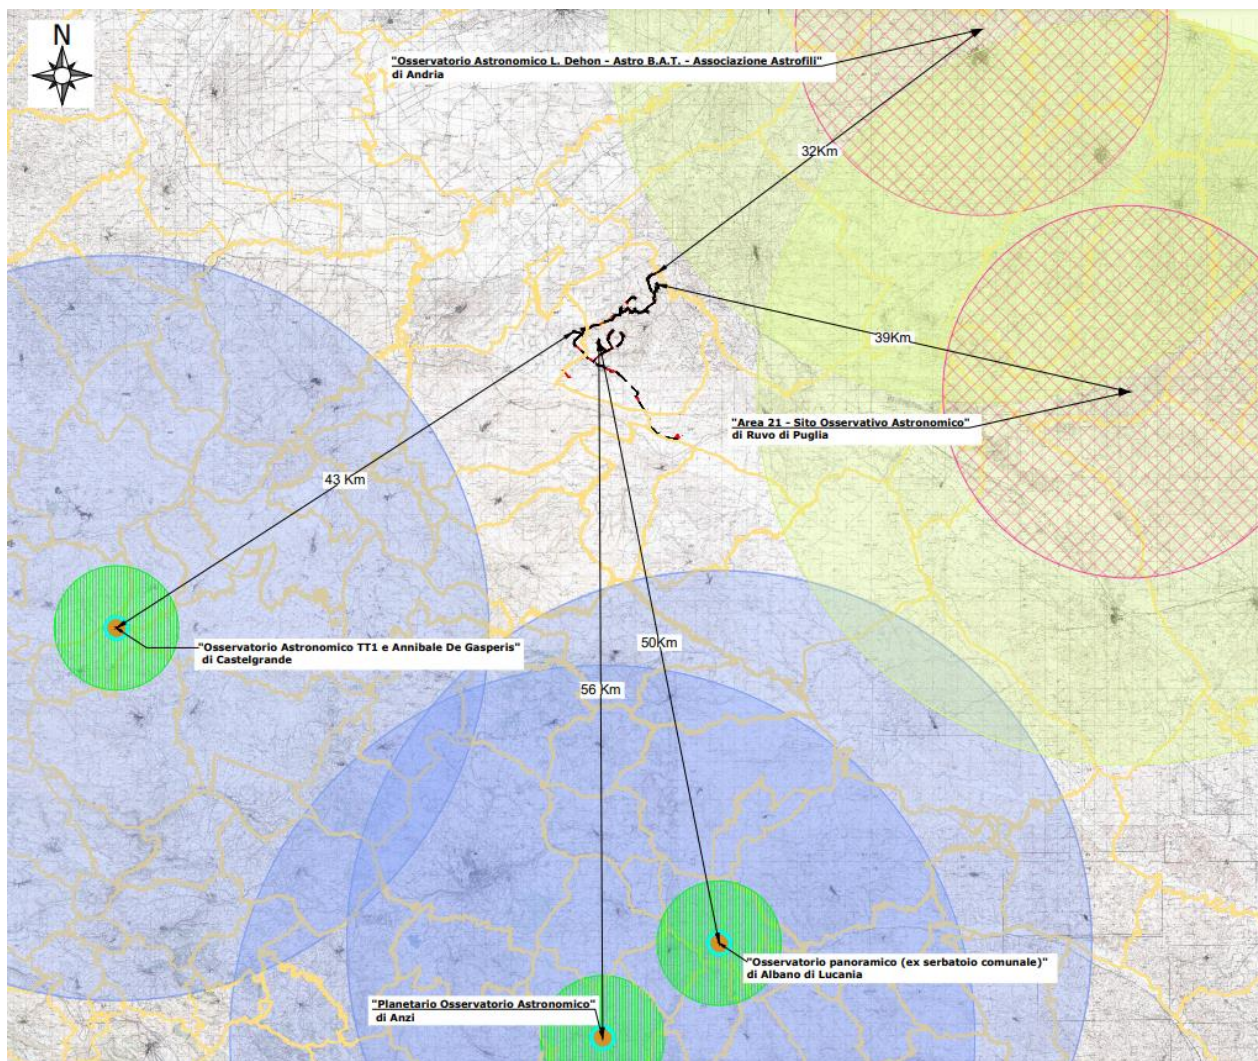 N
"Osservatorio Astronomico L. Dehon - Astro B.A.T. - Associazione Astrofili"
di Andria
32Km
39Km
"Area 21 - Sito Osservativo Astronomico"
di Ruvo di Puglia
43 Km
"Osservatorio Astronomico TT1 e Annibale De Gasperis"
di Castelgrande
50Km
56 Km
"Osservatorio panoramico (ex serbatoio comunale)"
di Albano di Lucania
"Planetario Osservatorio Astronomico"
di Anzi